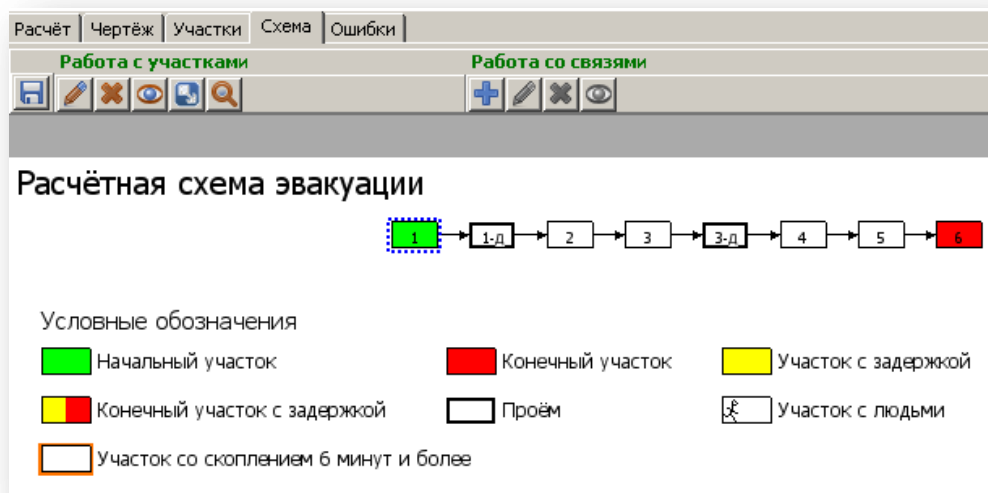 Расчёт Чертёж Участки Схема Ошибки
Работа с участками Работа со связями
Расчётная схема эвакуации
1 1-д 2 3 3-д 4 5 6
Условные обозначения
Начальный участок Конечный участок Участок с задержкой
Конечный участок с задержкой Проём Участок с людьми
Участок со скоплением 6 минут и более